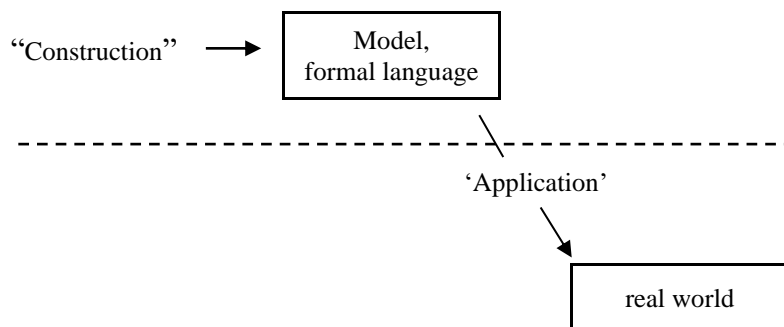 “Construction”
Model,
formal language
‘Application’
real world